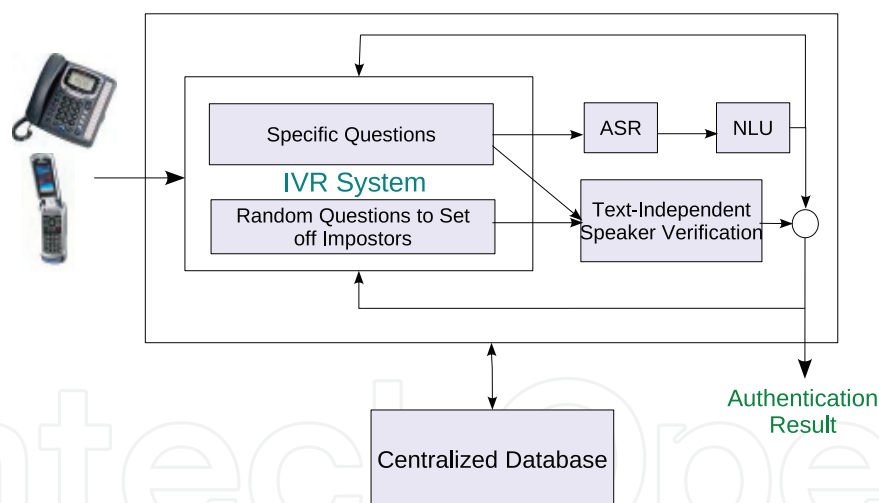 Specific Questions
ASR
NLU
IVR System
Random Questions to Set
off Impostors
Text-Independent
Speaker Verification
Authentication
Result
Centralized Database